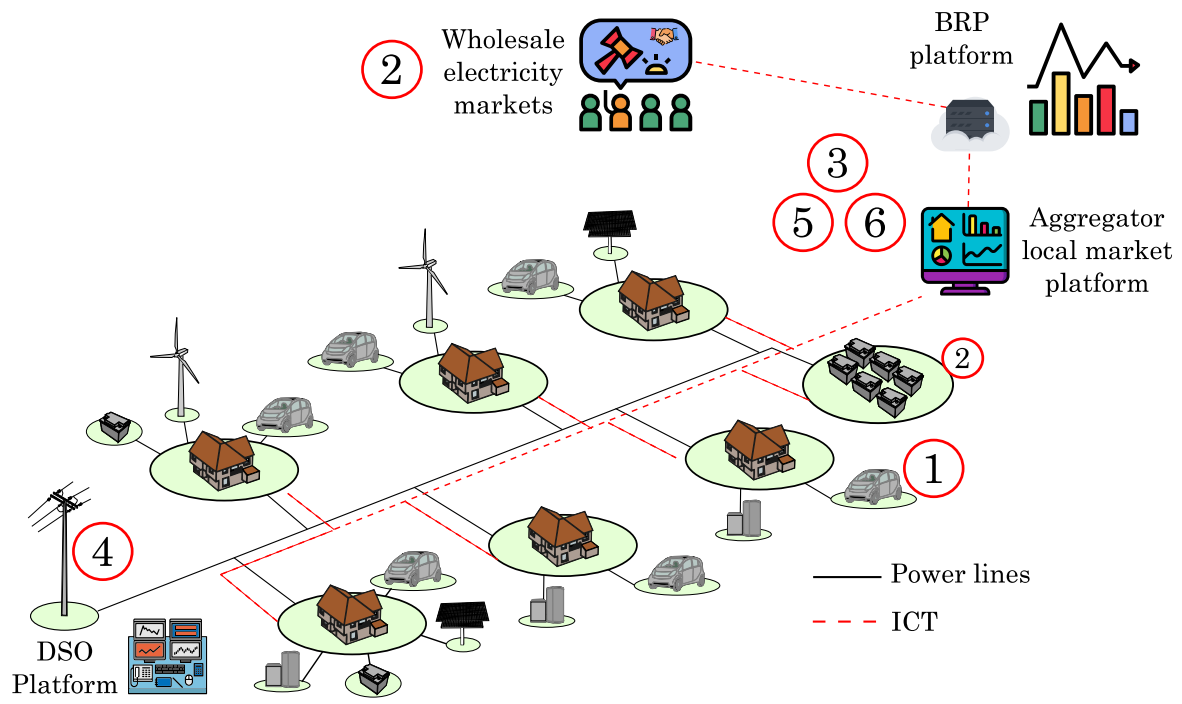 2
Wholesale
electricity
markets
BRP
platform
3
5
6
Aggregator
local market
platform
2
1
4
Power lines
ICT
DSO
Platform